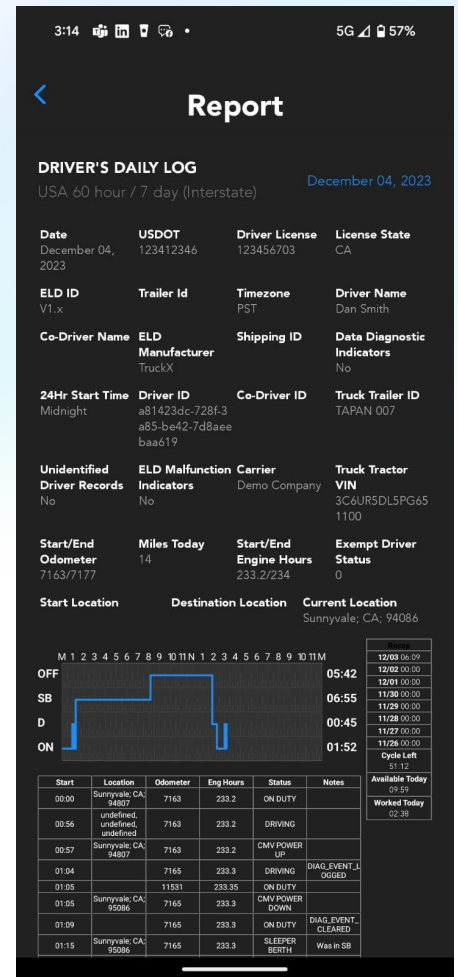 3:14
5G 57%
Report
DRIVER'S DAILY LOG
USA 60 hour / 7 day (Interstate)
December 04, 2023
Date USDOT Driver License License State
December 04, 2023 123412346 123456703 CA
ELD ID Trailer Id Timezone Driver Name
V1.x PST Dan Smith
Co-Driver Name ELD Manufacturer Shipping ID Data Diagnostic Indicators
TruckX No
24Hr Start Time Driver ID Co-Driver ID Truck Trailer ID
Midnight a81423dc-728f-3a85-be42-7d8aeebaa619 TAPAN 007
Unidentified Driver Records ELD Malfunction Indicators Carrier Truck Tractor VIN
No No Demo Company 3C6UR5DL5PG651100
Start/End Odometer Miles Today Start/End Engine Hours Exempt Driver Status
7163/7177 14 233.2/234 0
Start Location Destination Location Current Location
Sunnyvale; CA; 94086
M 1 2 3 4 5 6 7 8 9 10 11 N 1 2 3 4 5 6 7 8 9 10 11 M
OFF 05:42
SB 06:55
D 00:45
ON 01:52
Recap
12/03 06:09
12/02 00:00
12/01 00:00
11/30 00:00
11/29 00:00
11/28 00:00
11/27 00:00
11/26 00:00
Cycle Left
51:12
Available Today
09:59
Worked Today
02:38
Start Location Odometer Eng Hours Status Notes
00:00 Sunnyvale; CA; 94807 7163 233.2 ON DUTY
00:56 undefined, undefined, undefined 7163 233.2 DRIVING
00:57 Sunnyvale; CA; 94807 7163 233.2 CMV POWER UP
01:04 7165 233.3 DRIVING DIAG_EVENT_LOGGED
01:05 11531 233.35 ON DUTY
01:05 Sunnyvale; CA; 95086 7165 233.3 CMV POWER DOWN
01:09 7165 233.3 ON DUTY DIAG_EVENT_CLEARED
01:15 Sunnyvale; CA; 95086 7165 233.3 SLEEPER BERTH Was in SB